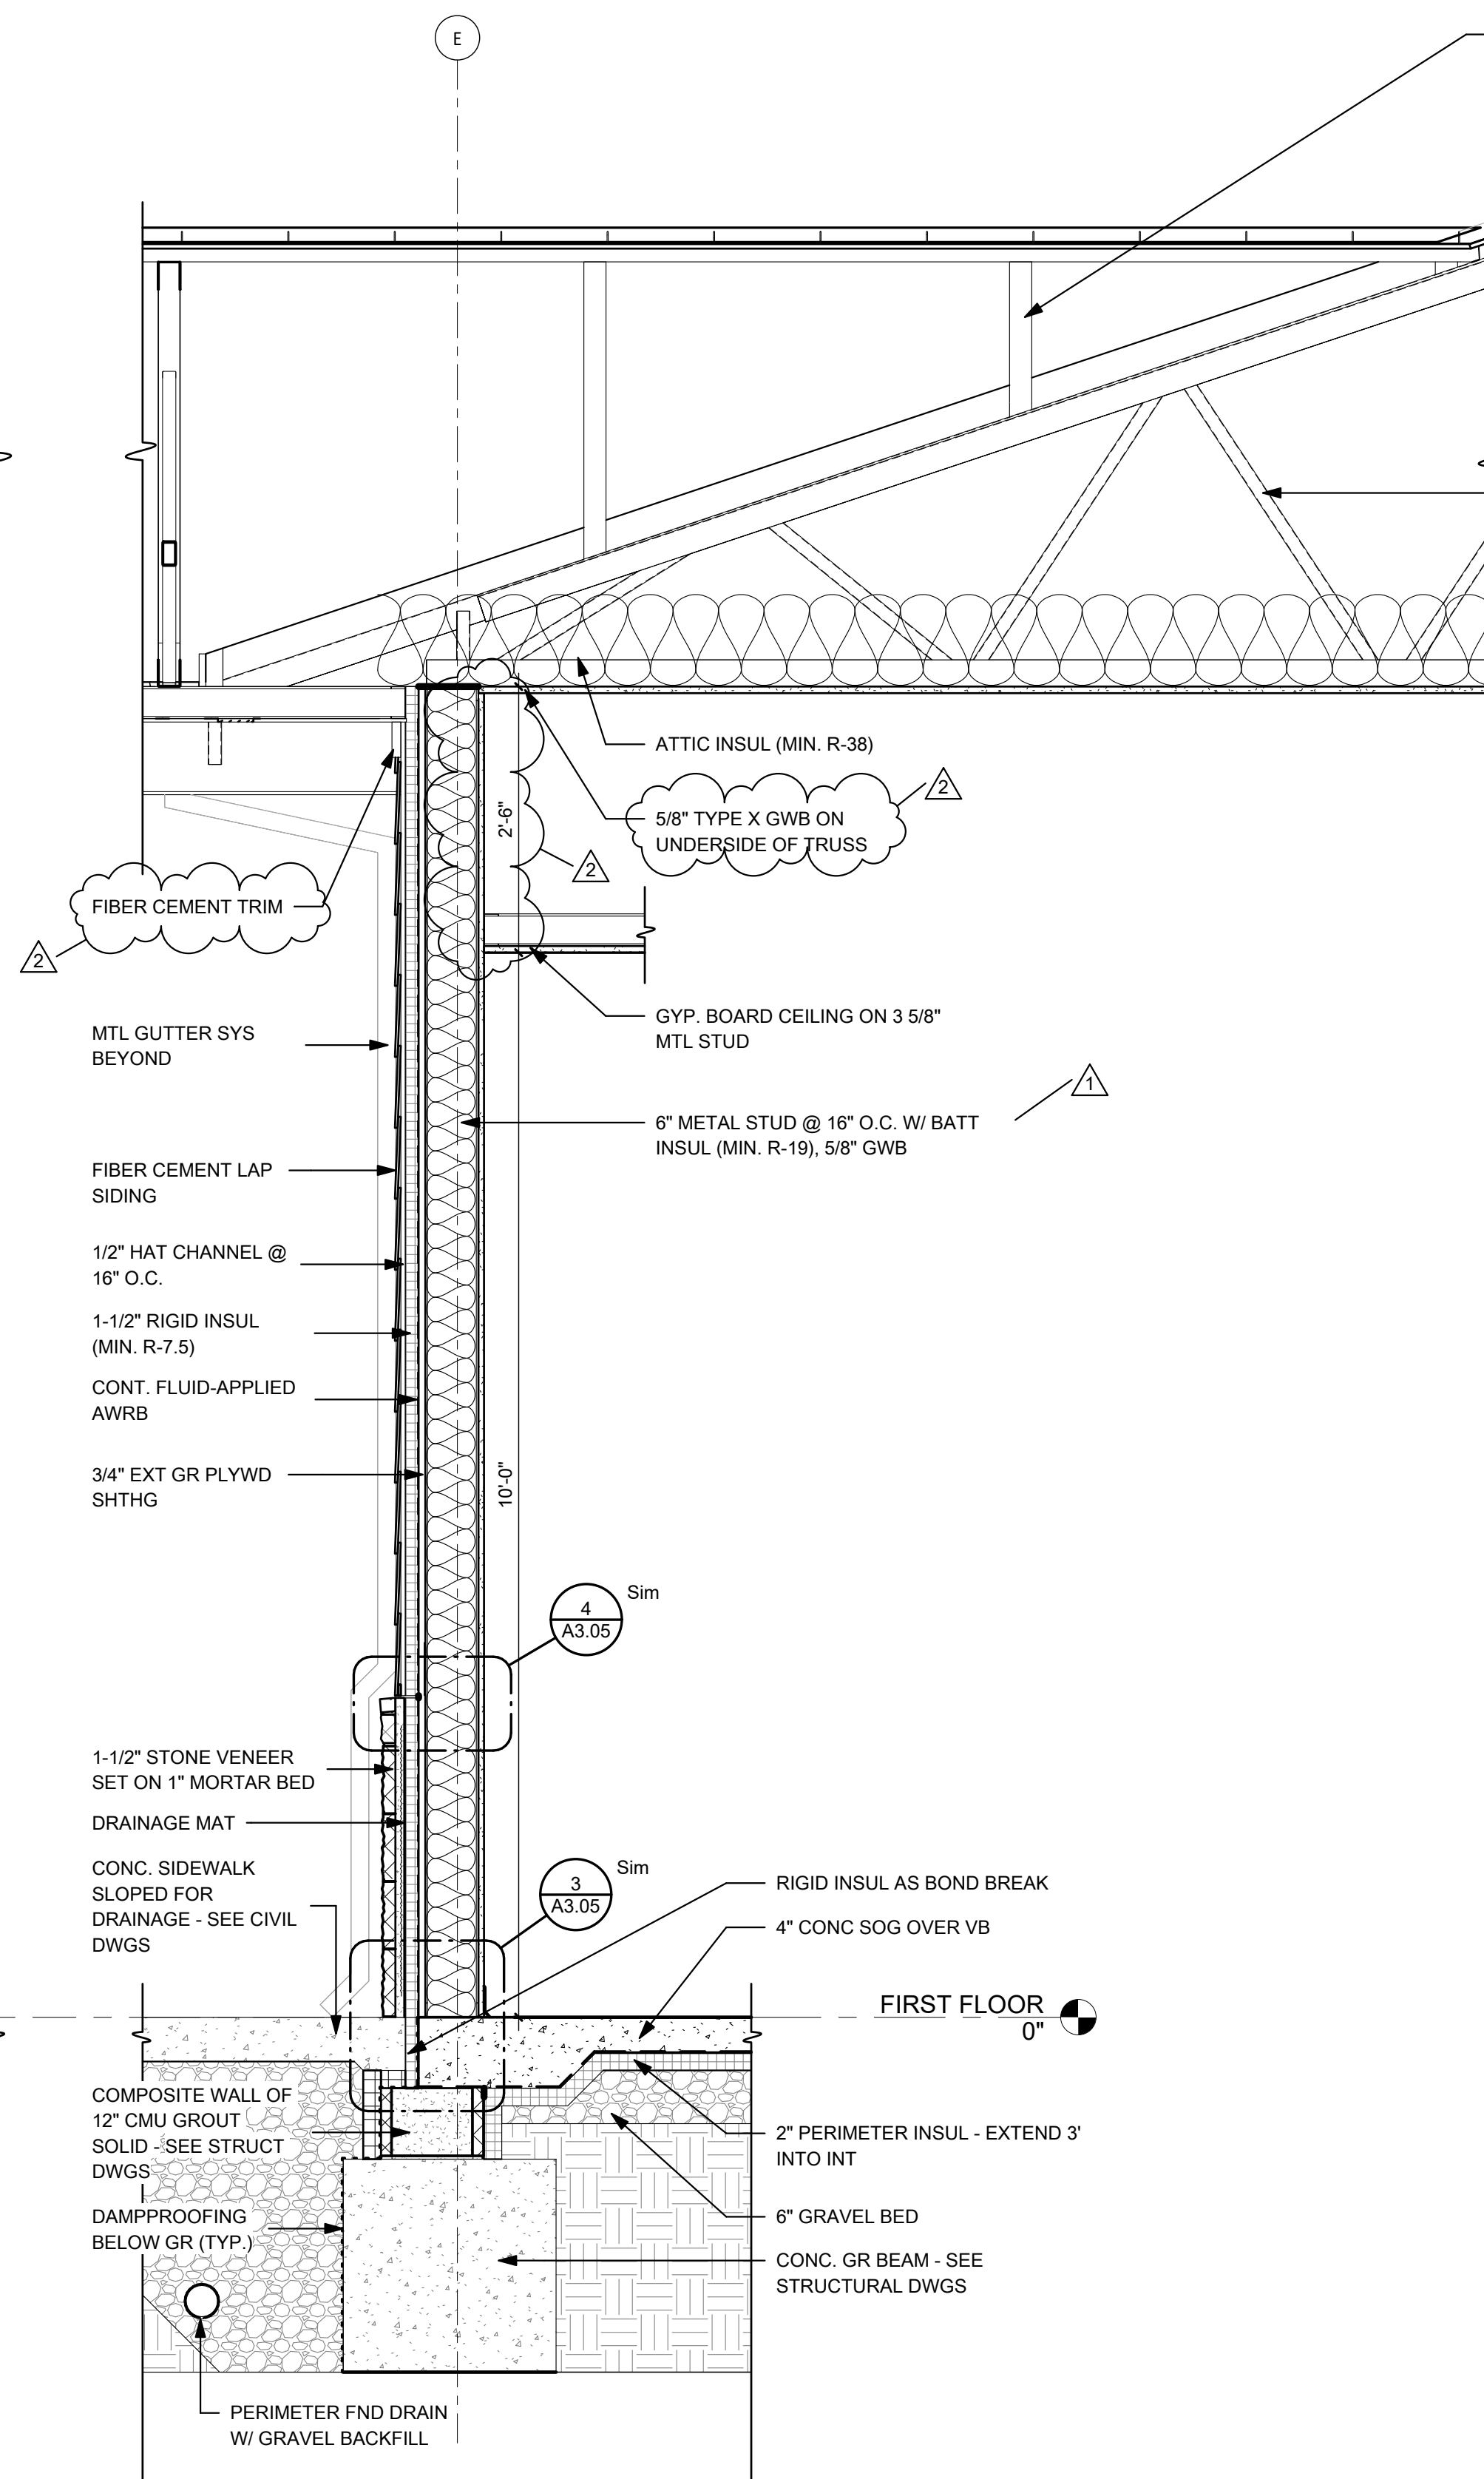 E
ATTIC INSUL (MIN. R-38)
2
5/8" TYPE X GWB ON
UNDERSIDE OF TRUSS
2'-6"
2
FIBER CEMENT TRIM
2
MTL GUTTER SYS
BEYOND
GYP. BOARD CEILING ON 3 5/8"
MTL STUD
1
6" METAL STUD @ 16" O.C. W/ BATT
INSUL (MIN. R-19), 5/8" GWB
FIBER CEMENT LAP
SIDING
1/2" HAT CHANNEL @
16" O.C.
1-1/2" RIGID INSUL
(MIN. R-7.5)
CONT. FLUID-APPLIED
AWRB
3/4" EXT GR PLYWD
SHTHG
10'-0"
Sim
4
A3.05
1-1/2" STONE VENEER
SET ON 1" MORTAR BED
DRAINAGE MAT
CONC. SIDEWALK
SLOPED FOR
DRAINAGE - SEE CIVIL
DWGS
Sim
3
A3.05
RIGID INSUL AS BOND BREAK
4" CONC SOG OVER VB
FIRST FLOOR
0"
COMPOSITE WALL OF
12" CMU GROUT
SOLID - SEE STRUCT
DWGS
2" PERIMETER INSUL - EXTEND 3'
INTO INT
DAMPPROOFING
BELOW GR (TYP.)
6" GRAVEL BED
CONC. GR BEAM - SEE
STRUCTURAL DWGS
PERIMETER FND DRAIN
W/ GRAVEL BACKFILL